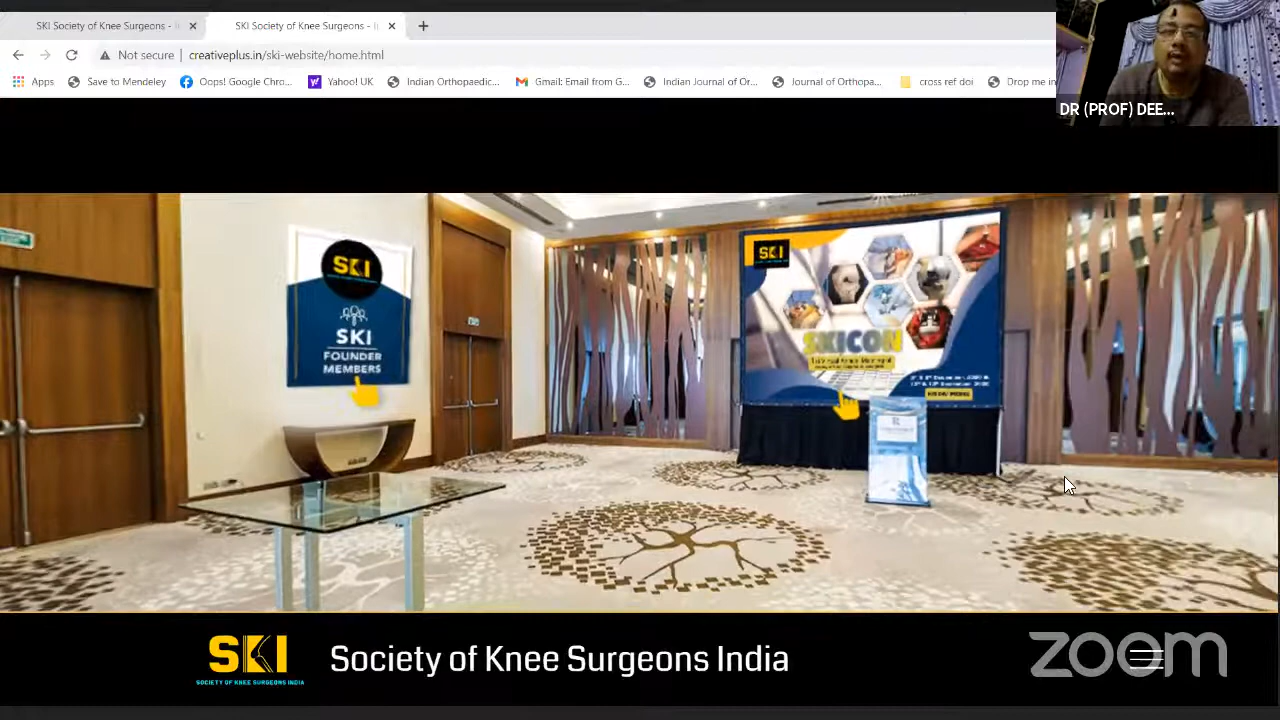 SKI Society of Knee Surgeons - I
SKI Society of Knee Surgeons - I
Not secure
creativeplus.in/ski-website/home.html
Apps
Save to Mendeley
Oops! Google Chro...
Yahoo! UK
Indian Orthopaedic...
Gmail: Email from G...
Indian Journal of Or...
Journal of Orthopa...
cross ref doi
Drop me in
DR (PROF) DEE...
SKI
SKI
FOUNDER
MEMBERS
SKI
SKICON
SKI
SOCIETY OF KNEE SURGEONS INDIA
Society of Knee Surgeons India
zoom